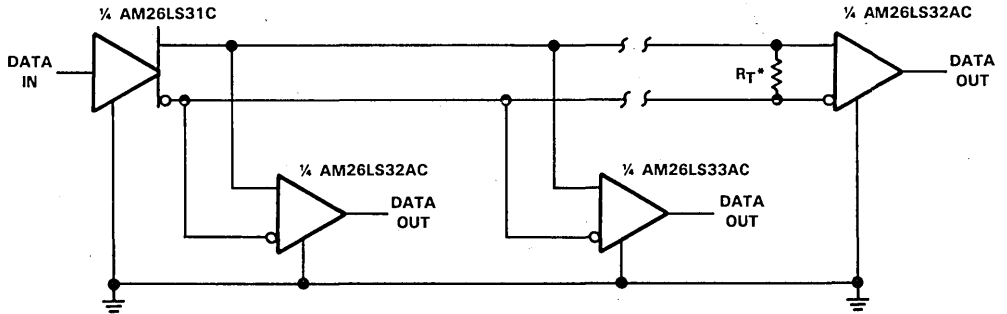 ¼ AM26LS31C
¼ AM26LS32AC
DATA
IN
R_T*
DATA
OUT
¼ AM26LS32AC
DATA
OUT
¼ AM26LS33AC
DATA
OUT